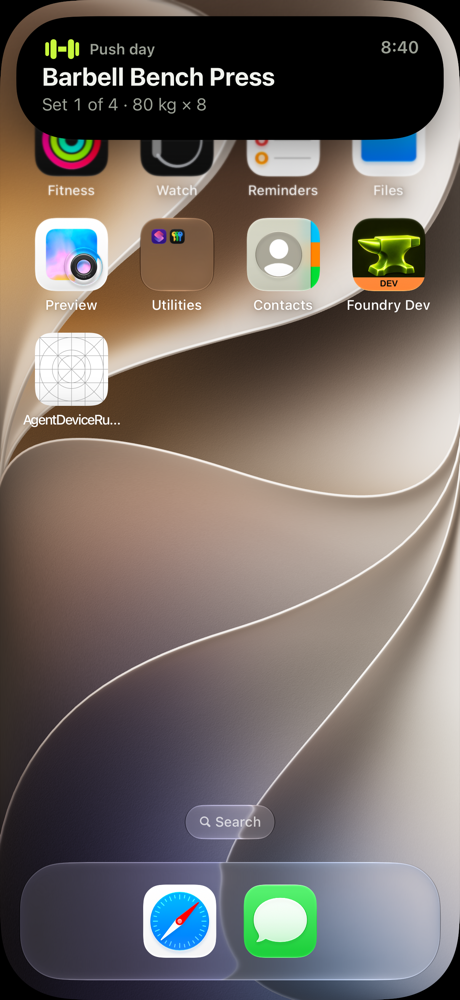 Push day
8:40
Barbell Bench Press
Set 1 of 4 · 80 kg × 8
Fitness
Watch
Reminders
Files
Preview
Utilities
Contacts
DEV
Foundry Dev
AgentDeviceRu...
Search